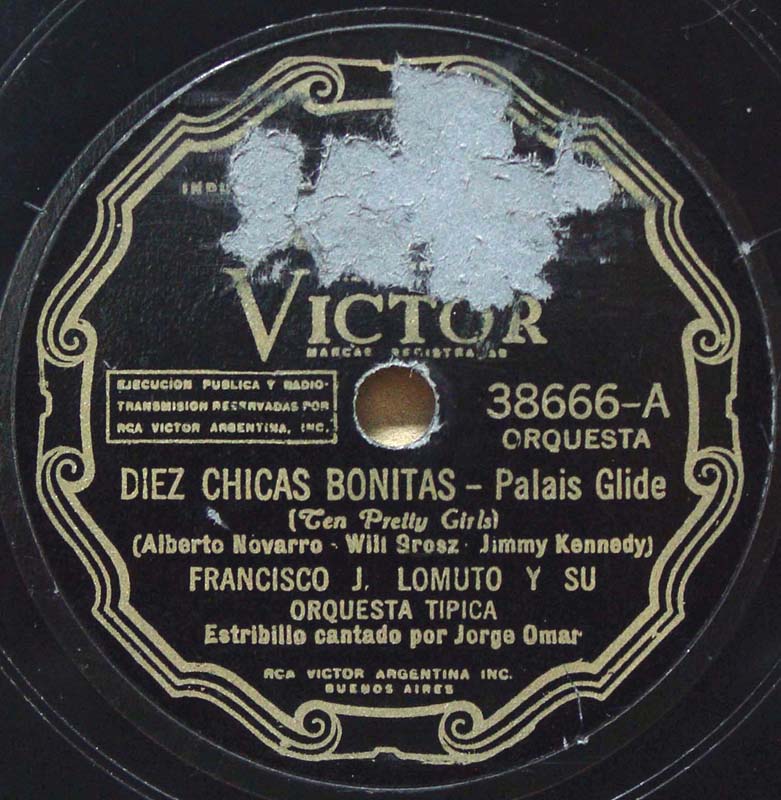 VICTOR
MARCAS REGISTRADAS
EJECUCION PUBLICA Y RADIO-
TRANSMISION RESERVADAS POR
RCA VICTOR ARGENTINA, INC.
38666-A
ORQUESTA
DIEZ CHICAS BONITAS - Palais Glide
(Ten Pretty Girls)
(Alberto Novarro - Will Grosz - Jimmy Kennedy)
FRANCISCO J. LOMUTO Y SU
ORQUESTA TIPICA
Estribillo cantado por Jorge Omar
RCA VICTOR ARGENTINA INC.
BUENOS AIRES